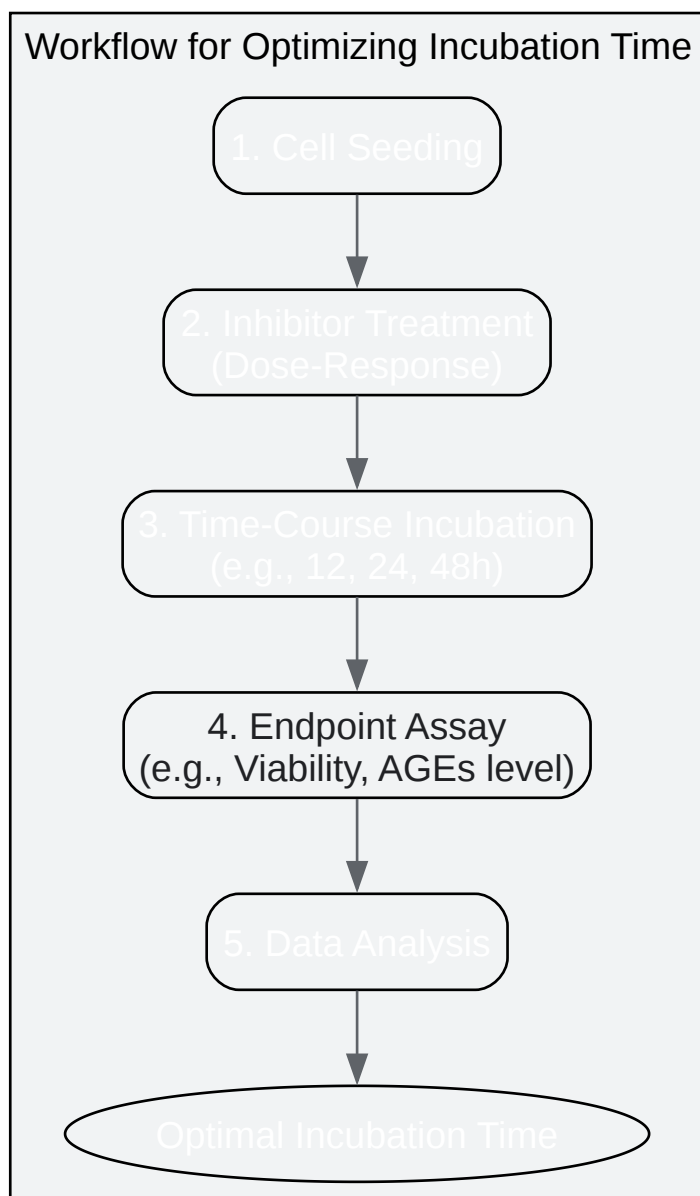 Workflow for Optimizing Incubation Time
1. Cell Seeding
2. Inhibitor Treatment
(Dose-Response)
3. Time-Course Incubation
(e.g., 12, 24, 48h)
4. Endpoint Assay
(e.g., Viability, AGEs level)
5. Data Analysis
Optimal Incubation Time